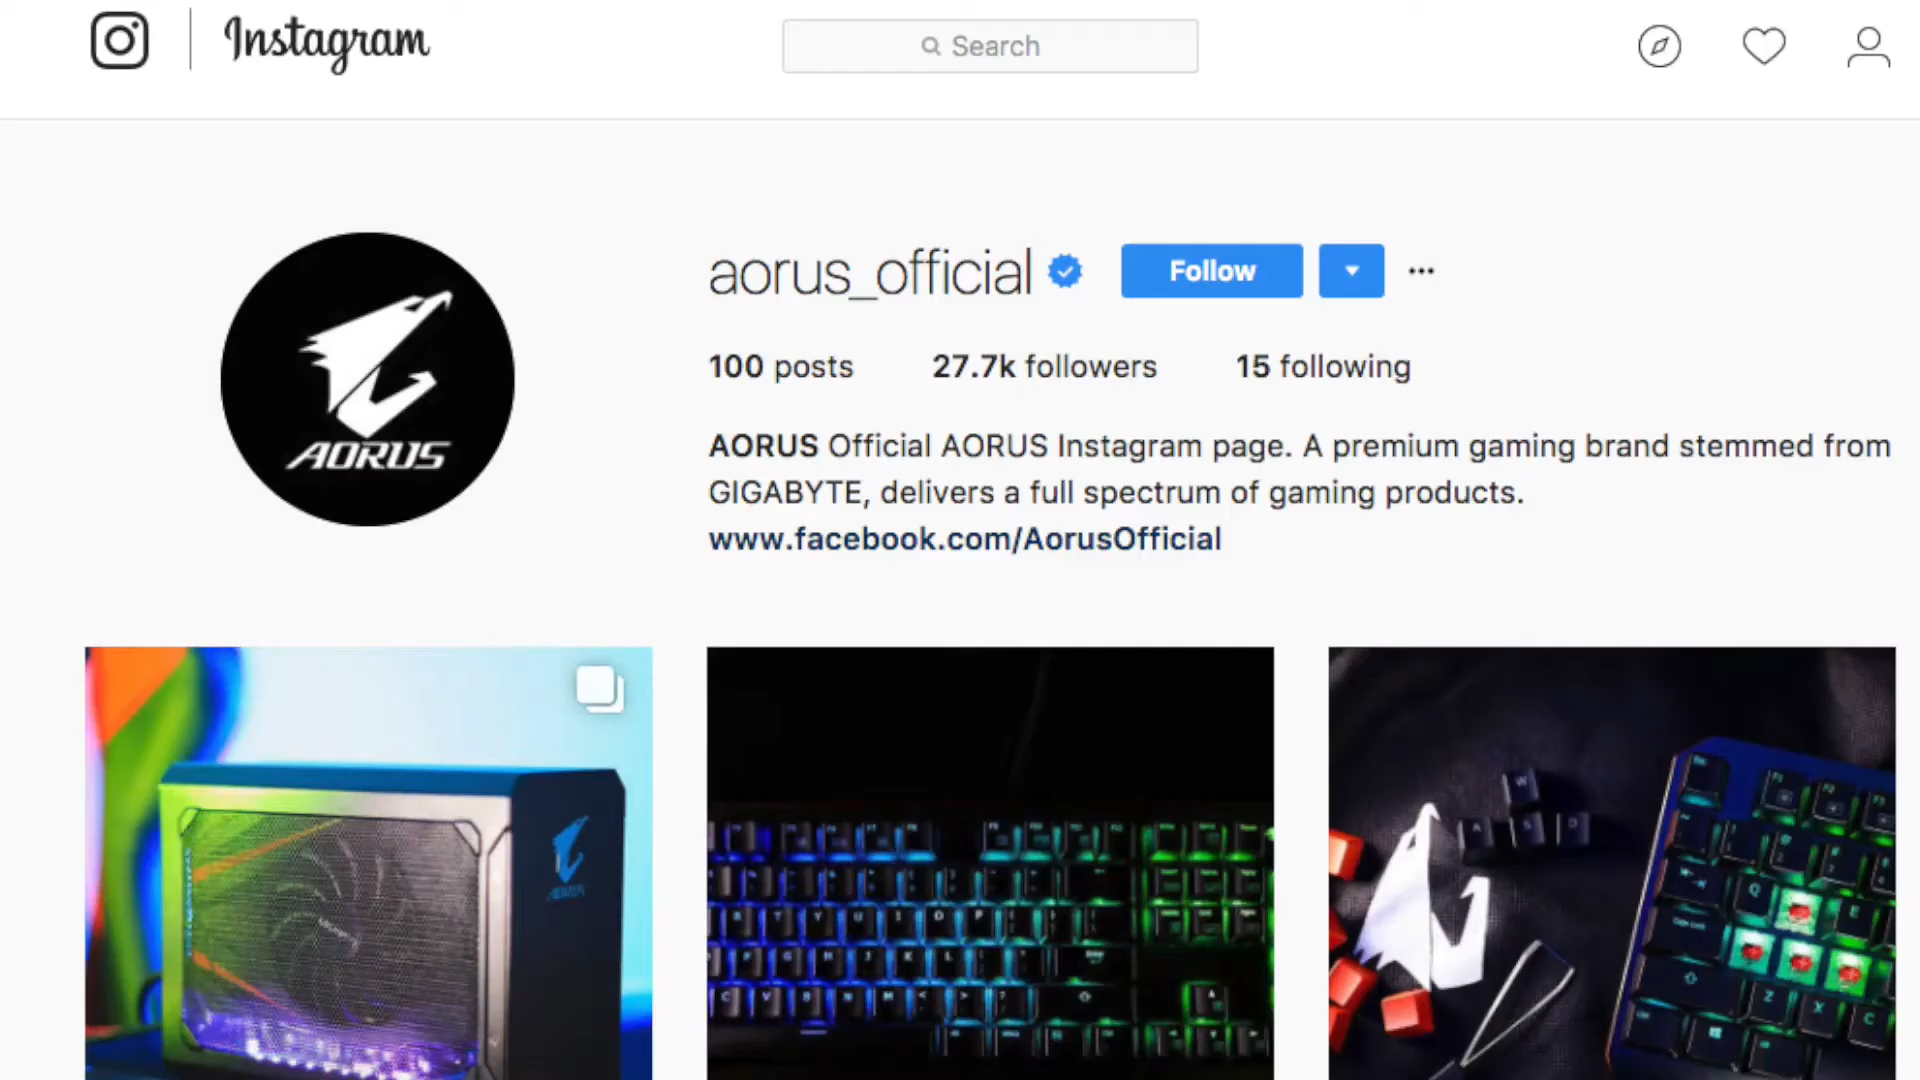 Instagram
Search
aorus_official
Follow
100 posts 27.7k followers 15 following
AORUS Official AORUS Instagram page. A premium gaming brand stemmed from
GIGABYTE, delivers a full spectrum of gaming products.
www.facebook.com/AorusOfficial
AORUS
AORUS
W
A S D
Q E
Z X C
R T Y U I O P
F G H J K L
C V B N M